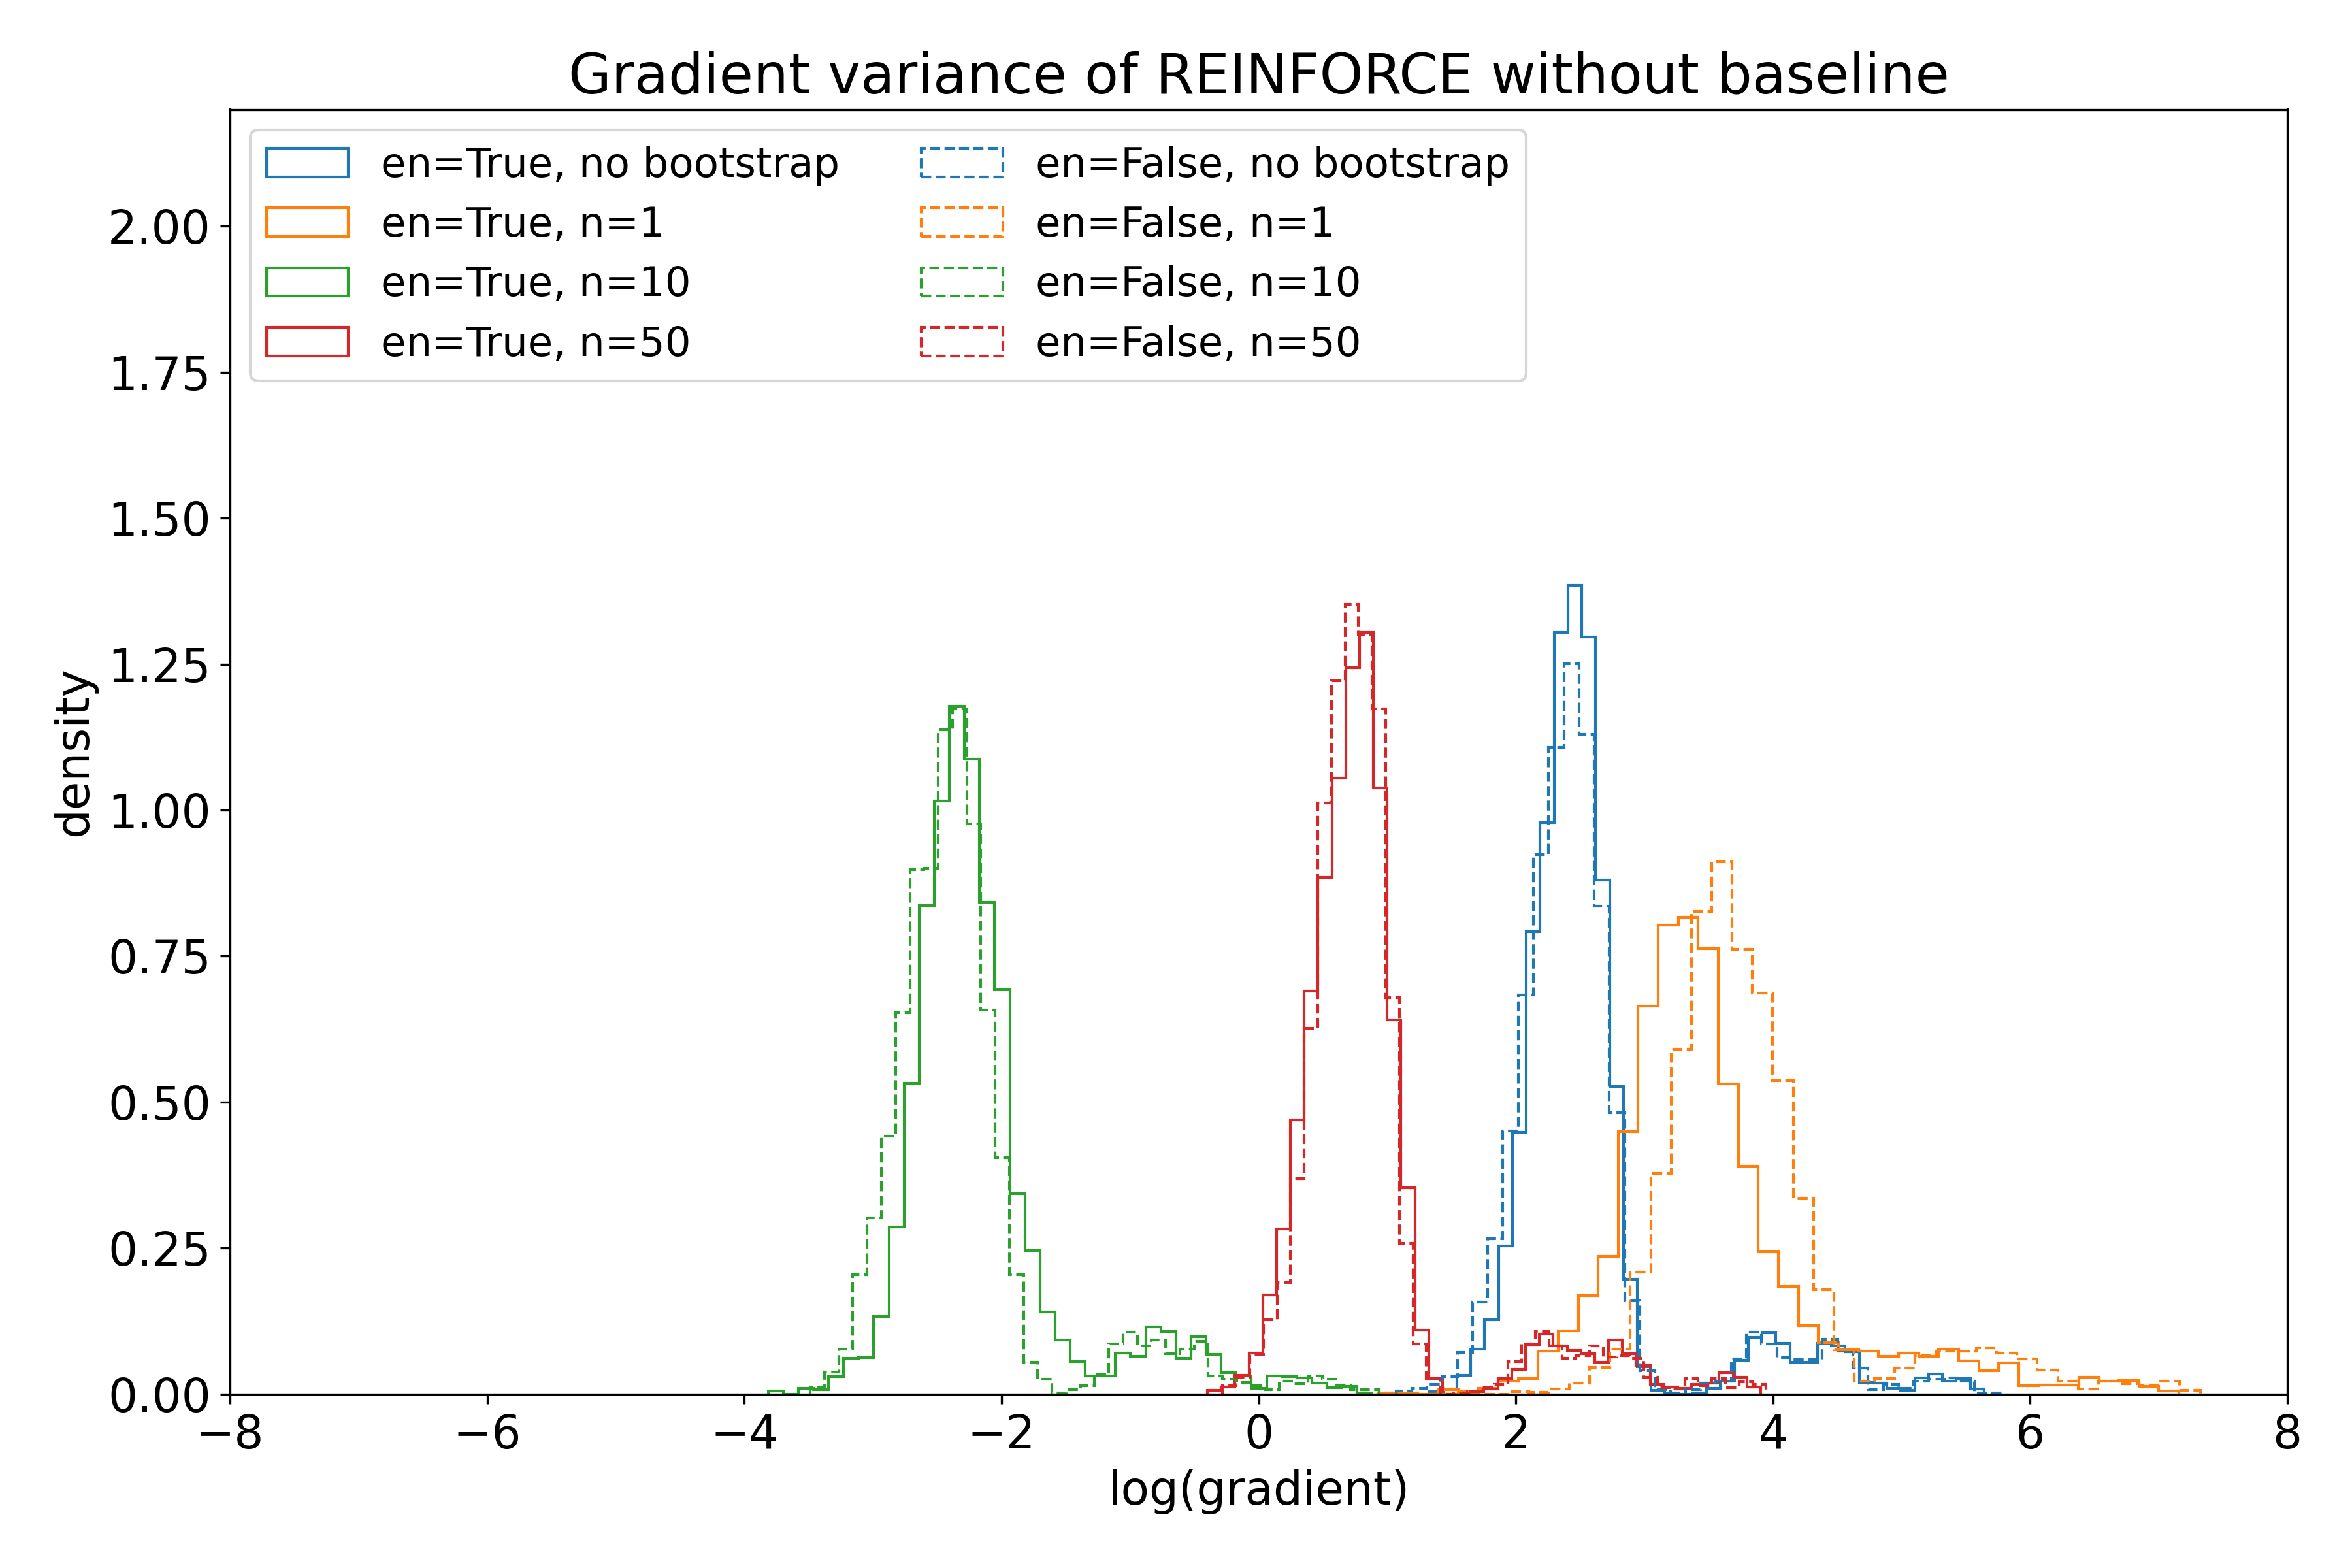 Gradient variance of REINFORCE without baseline
en=True, no bootstrap
en=True, n=1
en=True, n=10
en=True, n=50
en=False, no bootstrap
en=False, n=1
en=False, n=10
en=False, n=50
2.00
1.75
1.50
1.25
1.00
0.75
0.50
0.25
0.00
density
−8 −6 −4 −2 0 2 4 6 8
log(gradient)